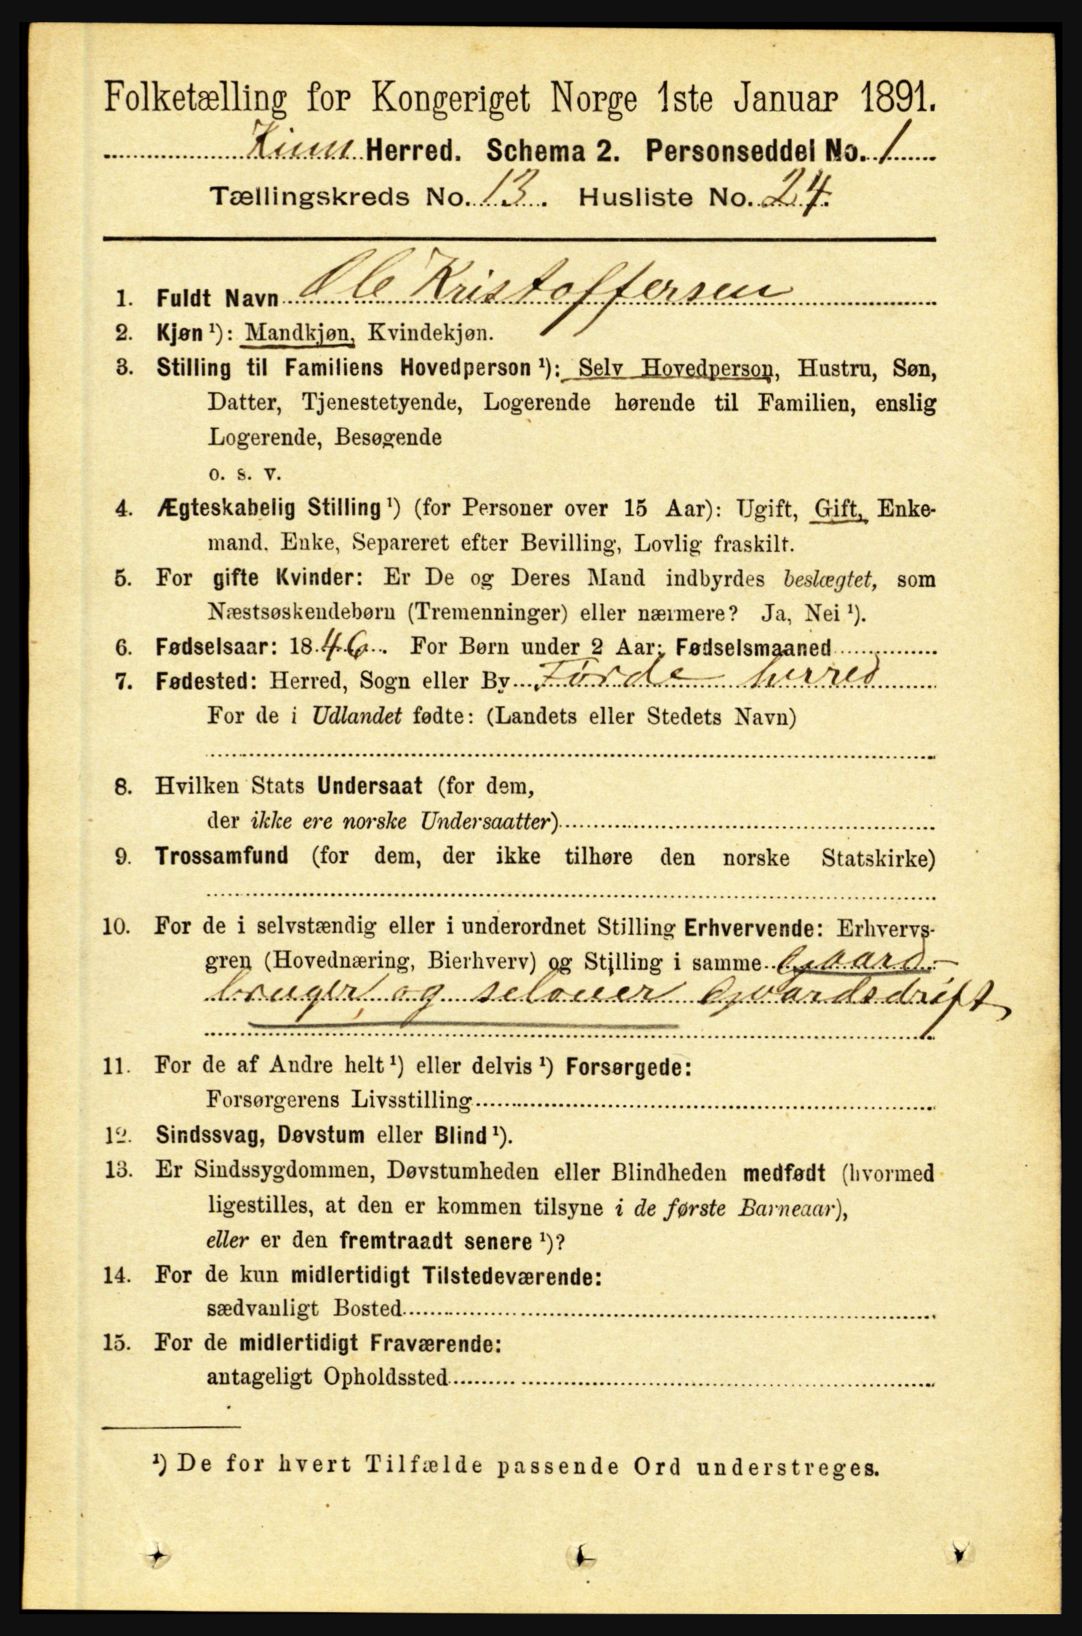 Folketælling for Kongeriget Norge 1ste Januar 1891.
Kinn Herred. Schema 2. Personseddel No. 1
Tællingskreds No. 13. Husliste No. 24.
1. Fuldt Navn Ole Kristoffersen
2. Kjøn ¹): Mandkjøn, Kvindekjøn.
3. Stilling til Familiens Hovedperson ¹): Selv Hovedperson, Hustru, Søn,
Datter, Tjenestetyende, Logerende hørende til Familien, enslig
Logerende, Besøgende
o. s. v.
4. Ægteskabelig Stilling ¹) (for Personer over 15 Aar): Ugift, Gift, Enke-
mand, Enke, Separeret efter Bevilling, Lovlig fraskilt.
5. For gifte Kvinder: Er De og Deres Mand indbyrdes beslægtet, som
Næstsøskendebørn (Tremenninger) eller nærmere? Ja, Nei ¹).
6. Fødselsaar: 1846. For Børn under 2 Aar: Fødselsmaaned
7. Fødested: Herred, Sogn eller By Førde herred
For de i Udlandet fødte: (Landets eller Stedets Navn)
8. Hvilken Stats Undersaat (for dem,
der ikke ere norske Undersaatter)
9. Trossamfund (for dem, der ikke tilhøre den norske Statskirke)
10. For de i selvstændig eller i underordnet Stilling Erhvervende: Erhvervs-
gren (Hovednæring, Bierhverv) og Stilling i samme Gaard-
bruger og seløier Gaardsdrift
11. For de af Andre helt ¹) eller delvis ¹) Forsørgede:
Forsørgerens Livsstilling
12. Sindssvag, Døvstum eller Blind ¹).
13. Er Sindssygdommen, Døvstumheden eller Blindheden medfødt (hvormed
ligestilles, at den er kommen tilsyne i de første Barneaar),
eller er den fremtraadt senere ¹)?
14. For de kun midlertidigt Tilstedeværende:
sædvanligt Bosted
15. For de midlertidigt Fraværende:
antageligt Opholdssted
¹) De for hvert Tilfælde passende Ord understreges.